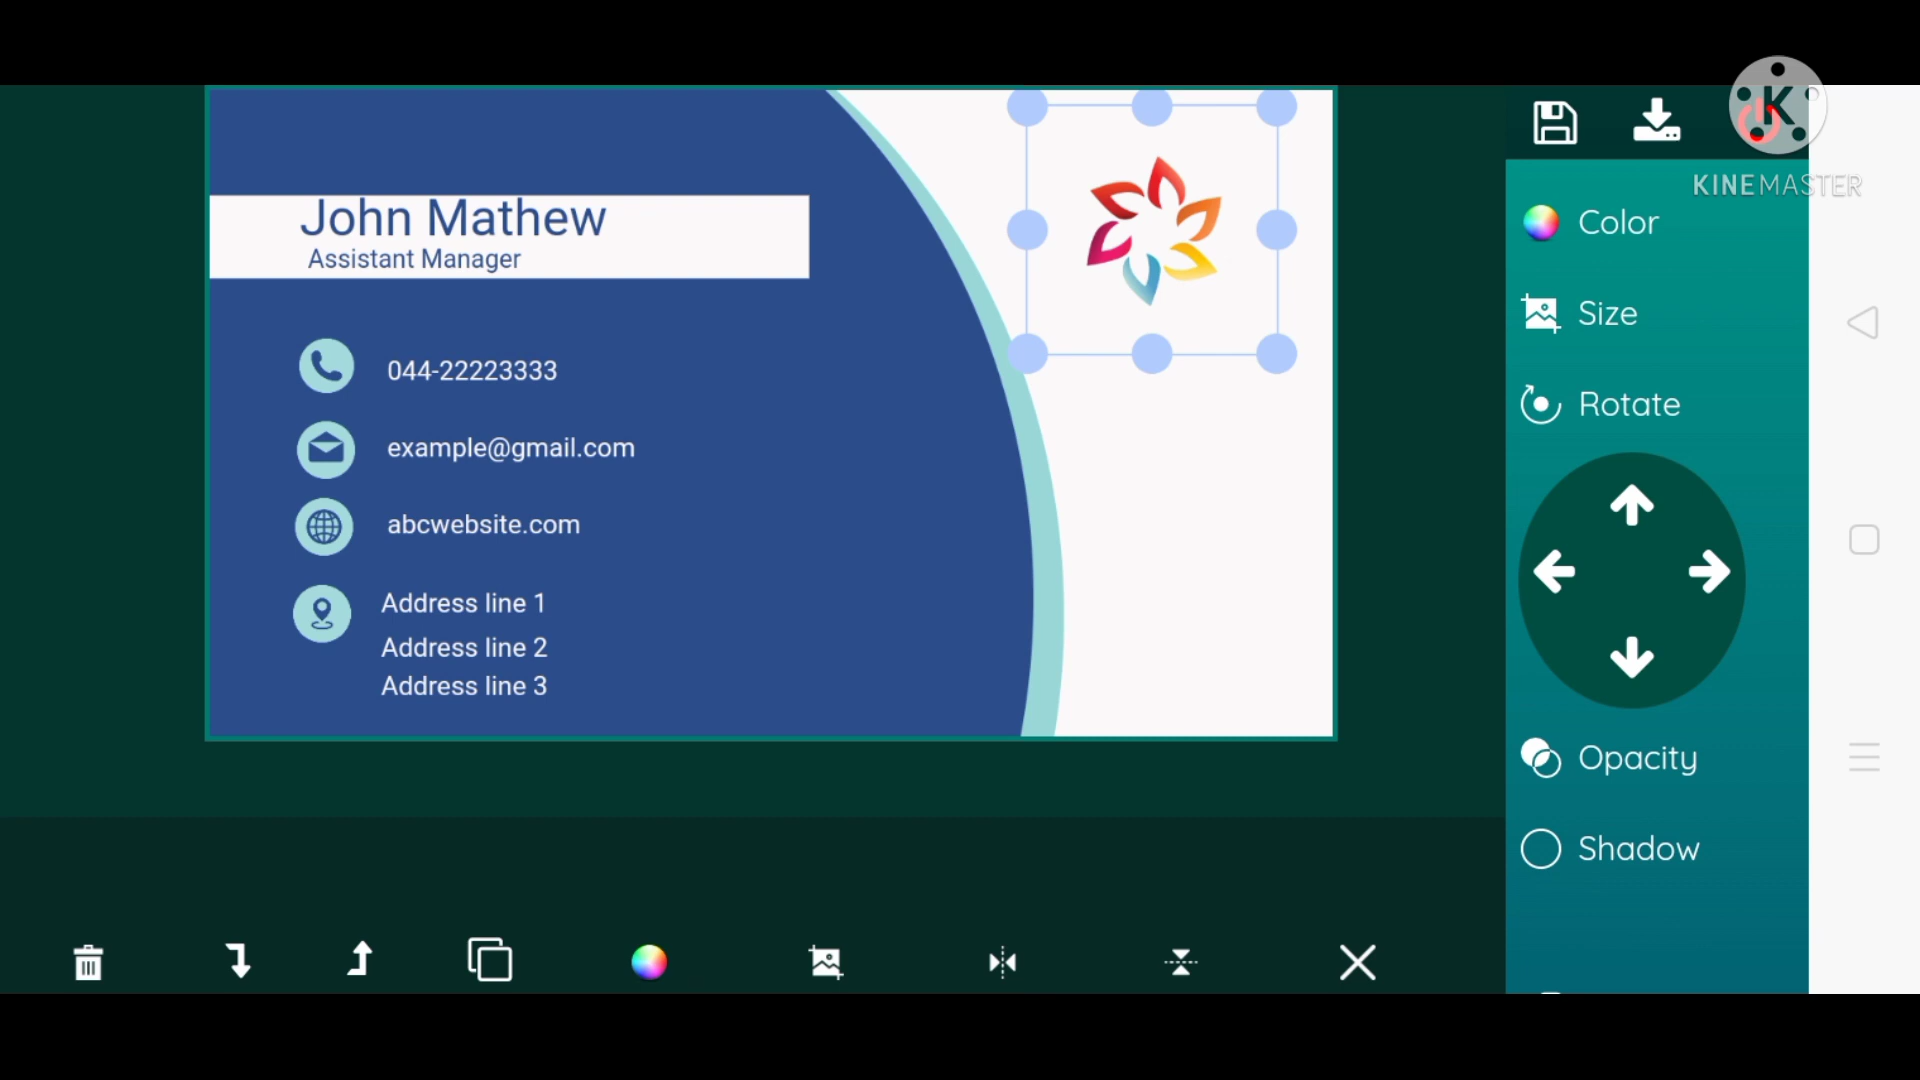 John Mathew
Assistant Manager
044-22223333
example@gmail.com
abcwebsite.com
Address line 1
Address line 2
Address line 3
K
KINEMASTER
Color
Size
Rotate
Opacity
Shadow